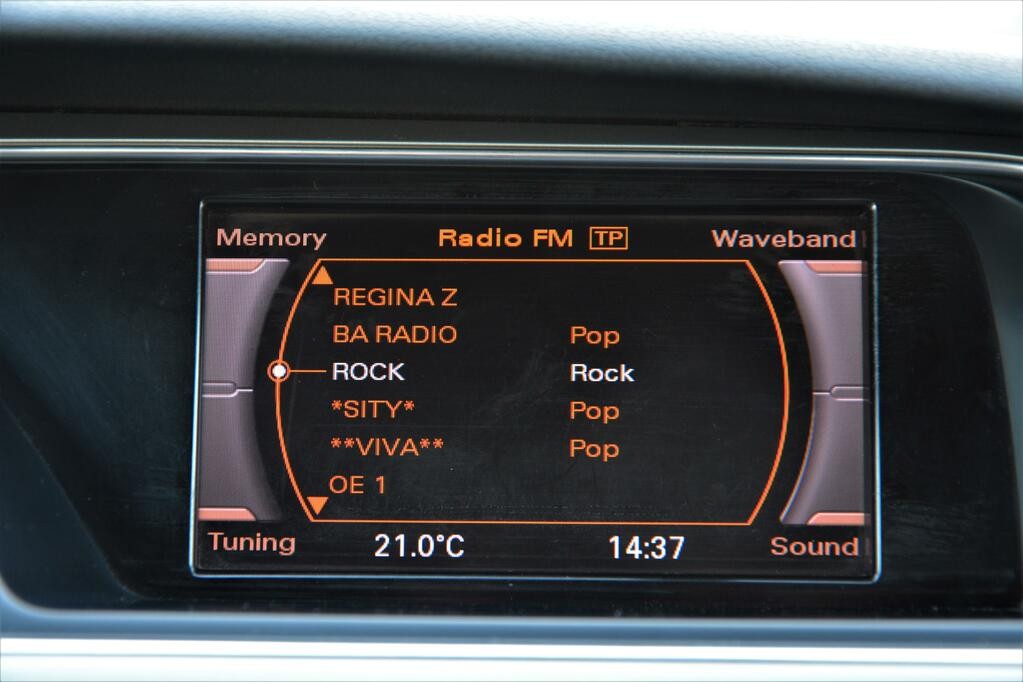 Memory Radio FM TP Waveband
REGINA Z
BA RADIO Pop
ROCK Rock
*SITY* Pop
**VIVA** Pop
OE 1
Tuning 21.0°C 14:37 Sound